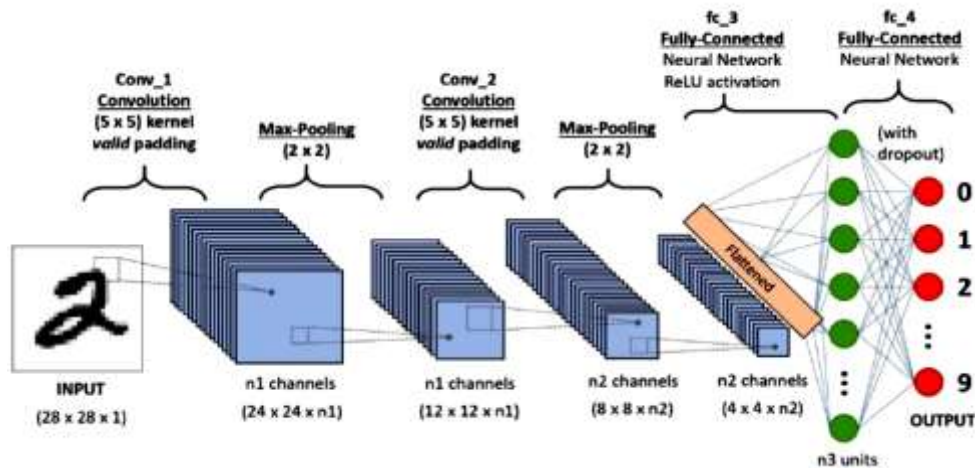 fc_3
Fully-Connected
Neural Network
ReLU activation
fc_4
Fully-Connected
Neural Network
Conv_1
Convolution
(5 x 5) kernel
valid padding
Max-Pooling
(2 x 2)
Conv_2
Convolution
(5 x 5) kernel
valid padding
Max-Pooling
(2 x 2)
(with
dropout)
Flattened
0
1
2
9
INPUT
(28 x 28 x 1)
n1 channels
(24 x 24 x n1)
n1 channels
(12 x 12 x n1)
n2 channels
(8 x 8 x n2)
n2 channels
(4 x 4 x n2)
OUTPUT
n3 units